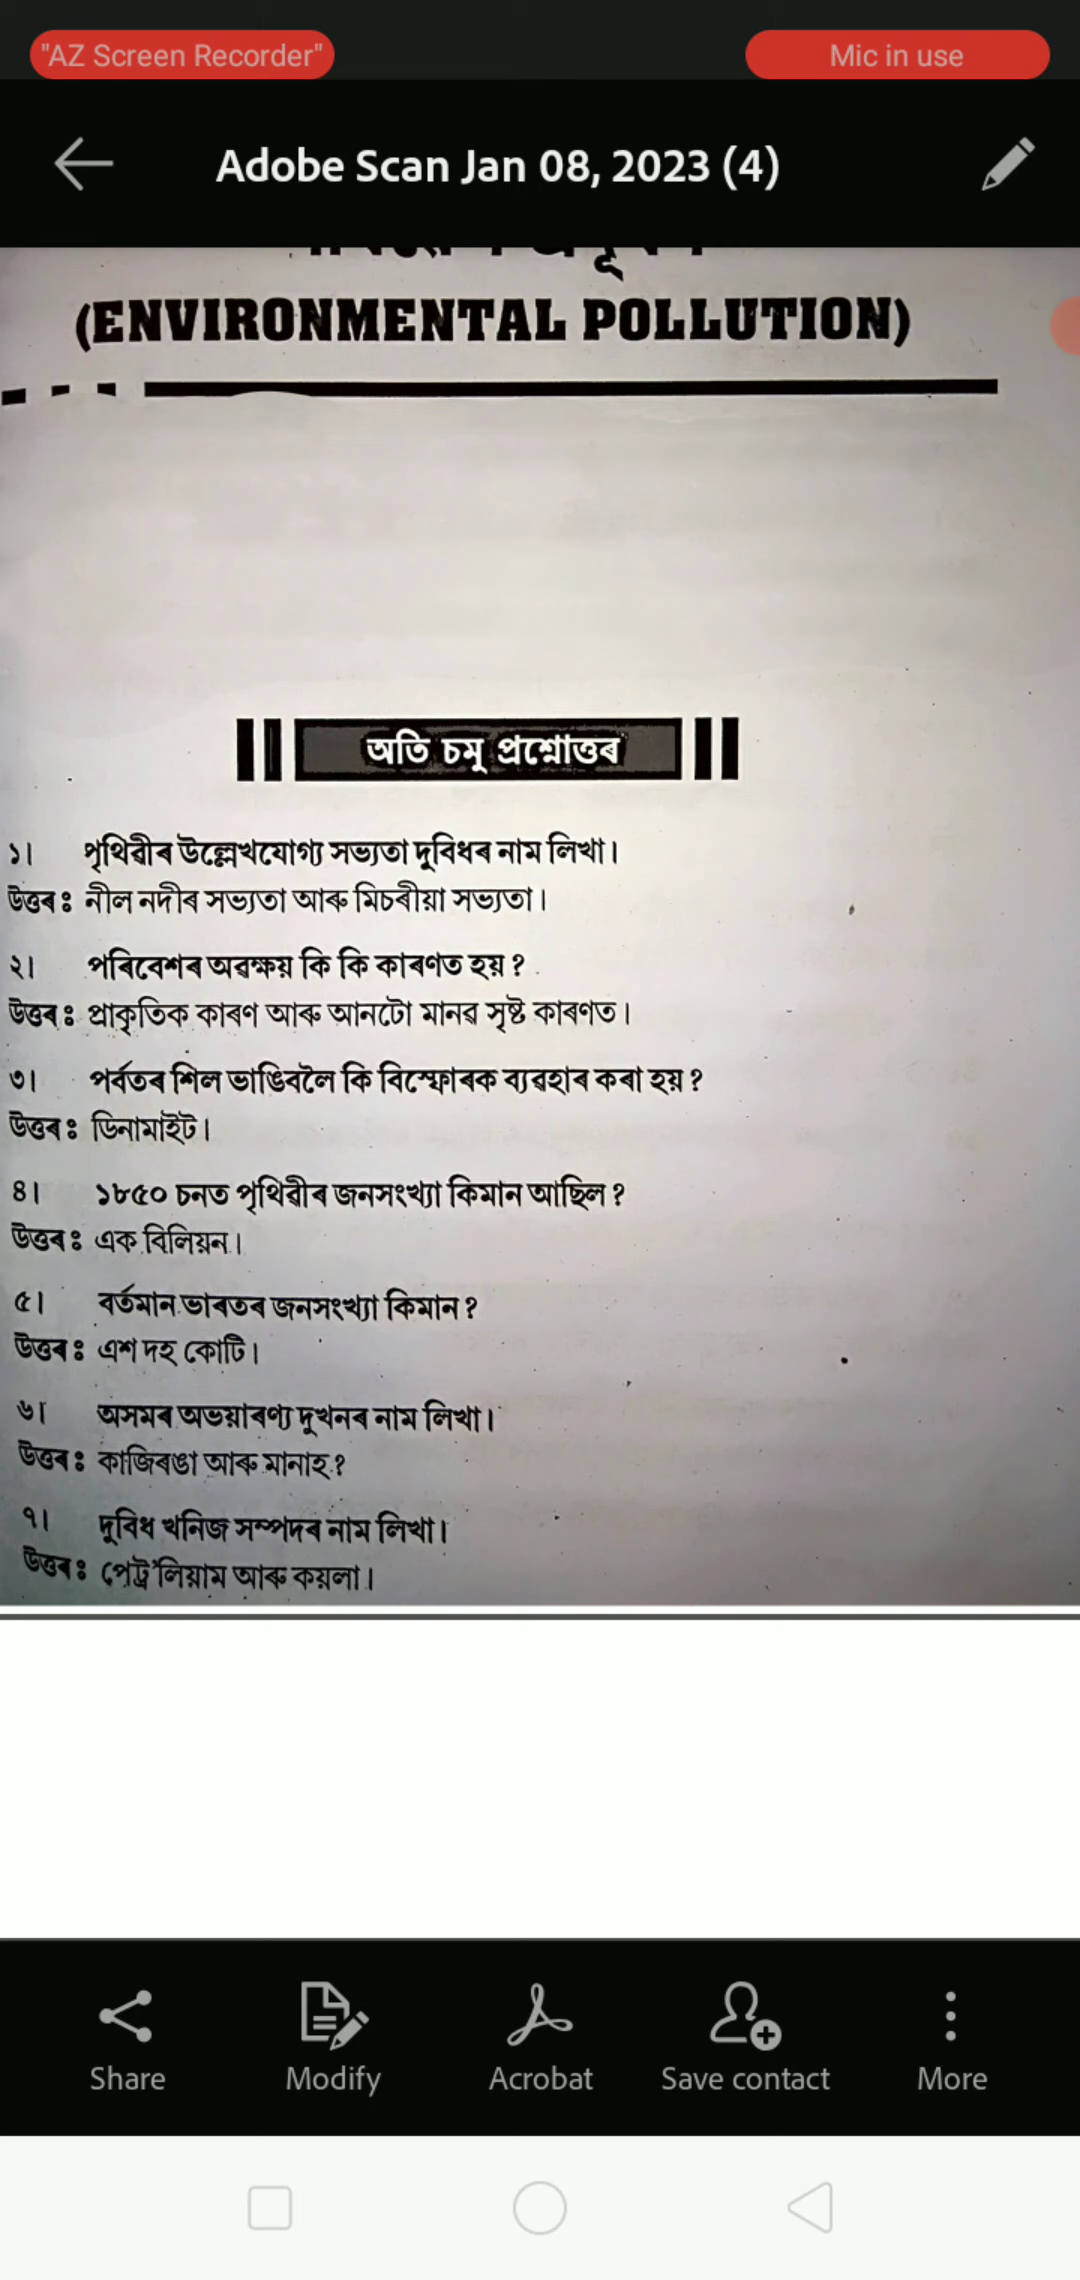 "AZ Screen Recorder"
Mic in use
Adobe Scan Jan 08, 2023 (4)
(ENVIRONMENTAL POLLUTION)
অতি চমু প্ৰশ্নোত্তৰ
১। পৃথিৱীৰ উল্লেখযোগ্য সভ্যতা দুবিধৰ নাম লিখা।
উত্তৰঃ নীল নদীৰ সভ্যতা আৰু মিচৰীয়া সভ্যতা।
২। পৰিবেশৰ অৱক্ষয় কি কি কাৰণত হয়?
উত্তৰঃ প্ৰাকৃতিক কাৰণ আৰু আনটো মানৱ সৃষ্ট কাৰণত।
৩। পৰ্বতৰ শিল ভাঙিবলৈ কি বিস্ফোৰক ব্যৱহাৰ কৰা হয়?
উত্তৰঃ ডিনামাইট।
৪। ১৮৫০ চনত পৃথিৱীৰ জনসংখ্যা কিমান আছিল?
উত্তৰঃ এক বিলিয়ন।
৫। বৰ্তমান ভাৰতৰ জনসংখ্যা কিমান?
উত্তৰঃ এশ দহ কোটি।
৬। অসমৰ অভয়াৰণ্য দুখনৰ নাম লিখা।
উত্তৰঃ কাজিৰঙা আৰু মানাহ?
৭। দুবিধ খনিজ সম্পদৰ নাম লিখা।
উত্তৰঃ পেট্ৰ'লিয়াম আৰু কয়লা।
Share
Modify
Acrobat
Save contact
More